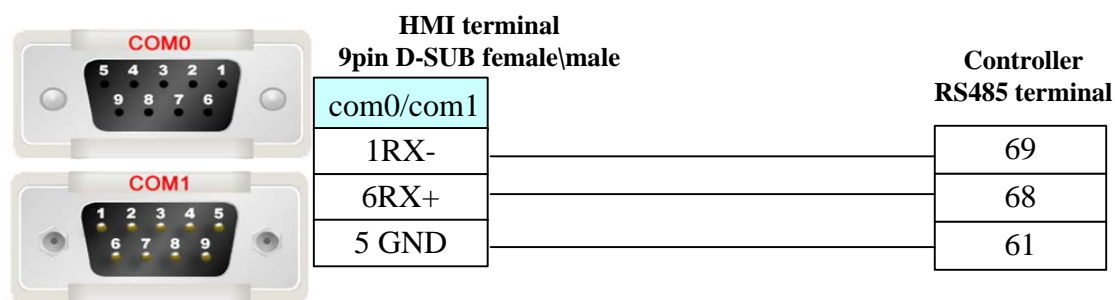 COM0
5 4 3 2 1
9 8 7 6
COM1
1 2 3 4 5
6 7 8 9
HMI terminal
9pin D-SUB female\male
com0/com1
1RX-
6RX+
5 GND
Controller
RS485 terminal
69
68
61